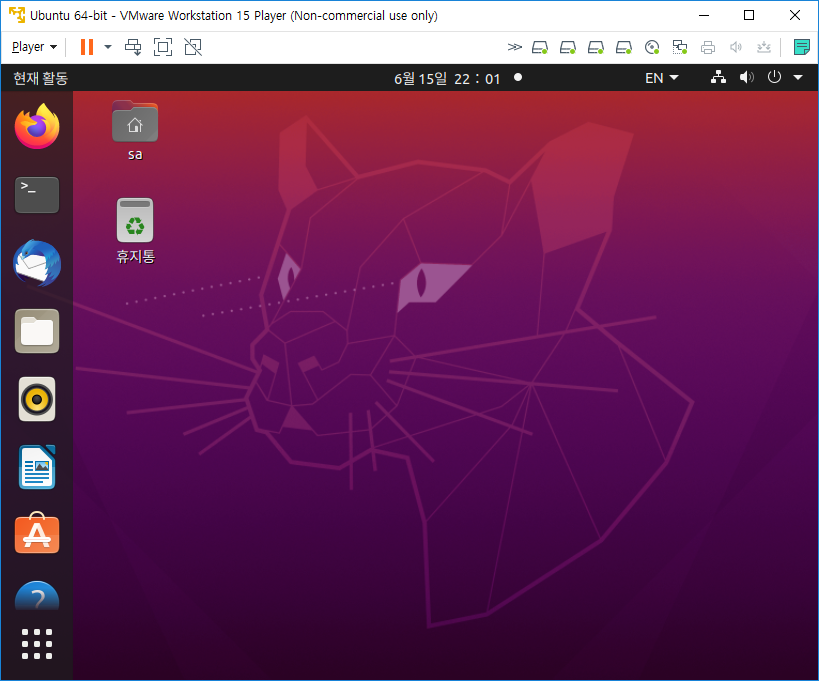 Ubuntu 64-bit - VMware Workstation 15 Player (Non-commercial use only)
Player
현재 활동
6월 15일 22 : 01
EN
sa
>_
휴지통
?